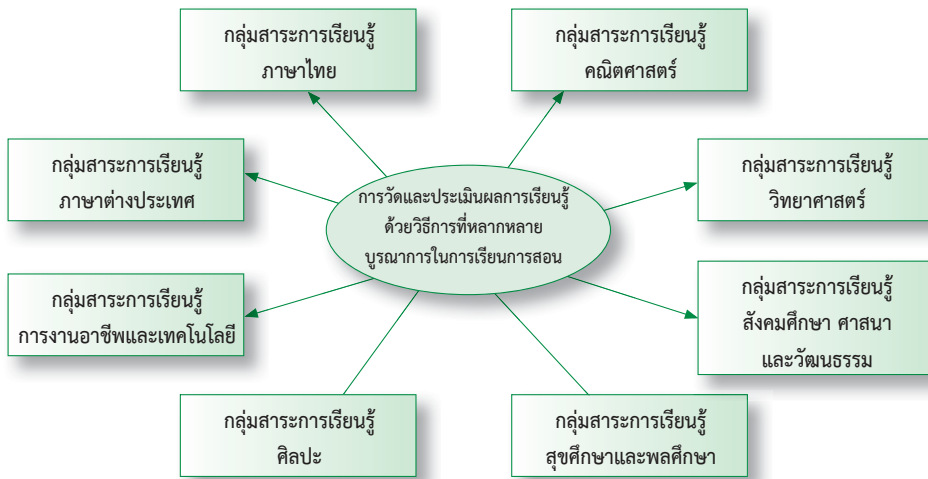 กลุ่มสาระการเรียนรู้
ภาษาไทย
กลุ่มสาระการเรียนรู้
คณิตศาสตร์
กลุ่มสาระการเรียนรู้
ภาษาต่างประเทศ
การวัดและประเมินผลการเรียนรู้
ด้วยวิธีการที่หลากหลาย
บูรณาการในการเรียนการสอน
กลุ่มสาระการเรียนรู้
วิทยาศาสตร์
กลุ่มสาระการเรียนรู้
การงานอาชีพและเทคโนโลยี
กลุ่มสาระการเรียนรู้
สังคมศึกษา ศาสนา
และวัฒนธรรม
กลุ่มสาระการเรียนรู้
ศิลปะ
กลุ่มสาระการเรียนรู้
สุขศึกษาและพลศึกษา